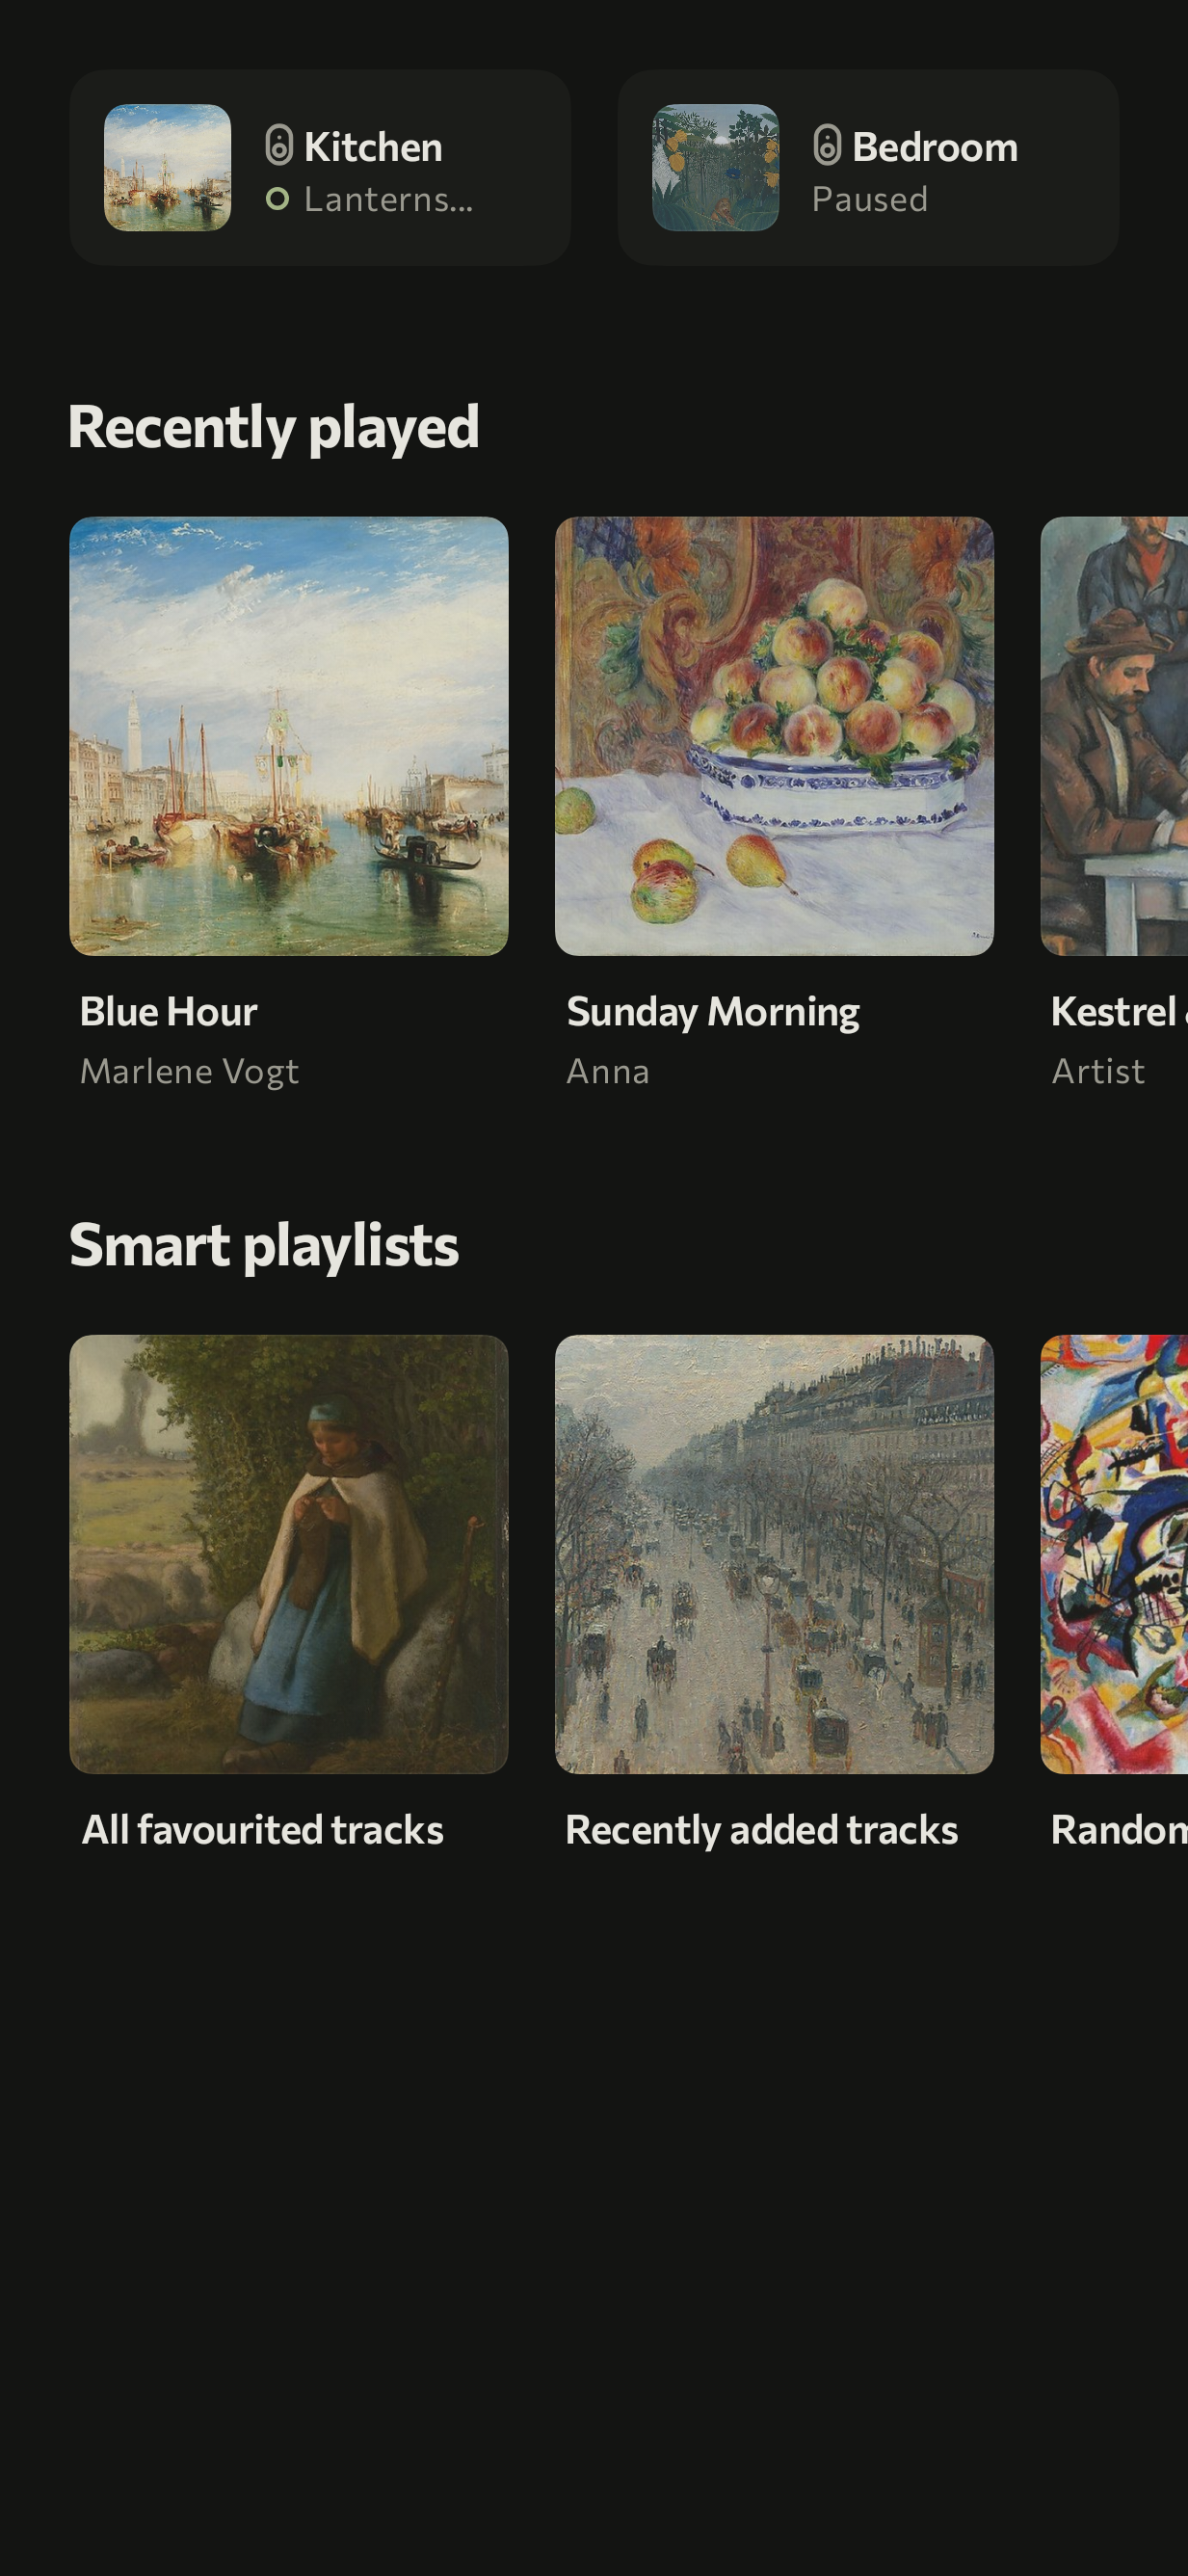 Kitchen
Lanterns...
Bedroom
Paused
Recently played
Blue Hour
Marlene Vogt
Sunday Morning
Anna
Kestrel
Artist
Smart playlists
All favourited tracks
Recently added tracks
Random